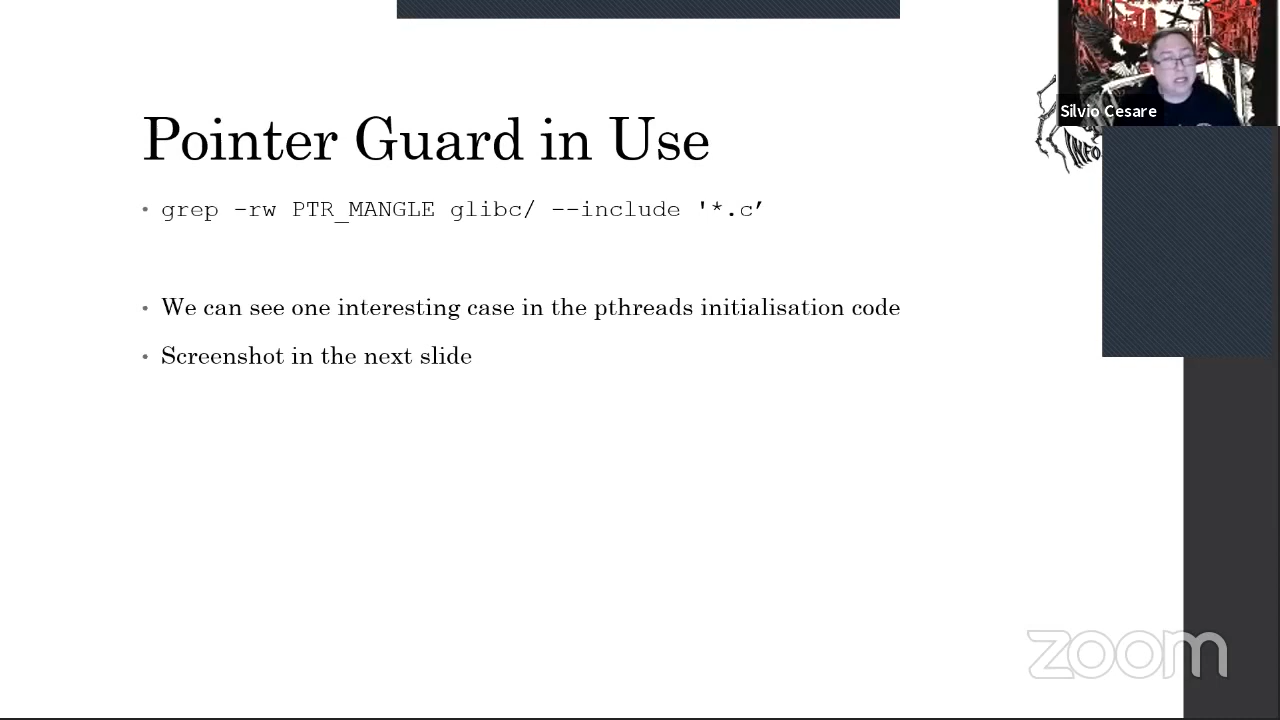 Silvio Cesare
INFO
Pointer Guard in Use
• grep -rw PTR_MANGLE glibc/ --include '*.c’
• We can see one interesting case in the pthreads initialisation code
• Screenshot in the next slide
zoom